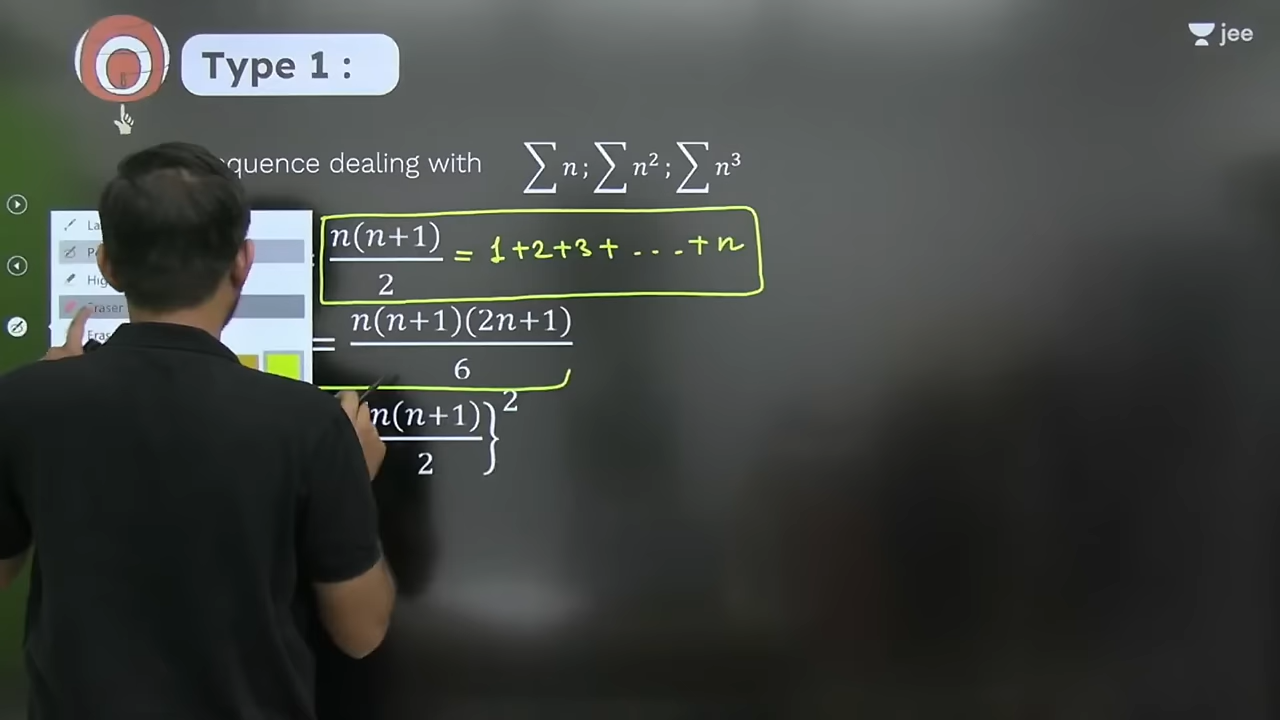 Type 1 :
jee
dealing with ∑n; ∑n²; ∑n³
n(n+1)/2 = 1+2+3+ ... + n
= n(n+1)(2n+1)/6
n(n+1)/2}²